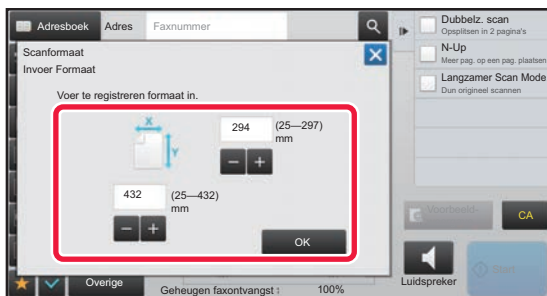 Adresboek Adres Faxnummer
Scanformaat
Invoer Formaat
Voer te registreren formaat in.
X
Y
294 (25—297)
mm
432 (25—432)
mm
OK
Overige
Geheugen faxontvangst : 100%
Dubbelz. scan
Opsplitsen in 2 pagina's
N-Up
Meer pag. op een pag. plaatsen
Langzamer Scan Mode
Dun origineel scannen
Voorbeeld-
CA
Luidspreker
Start